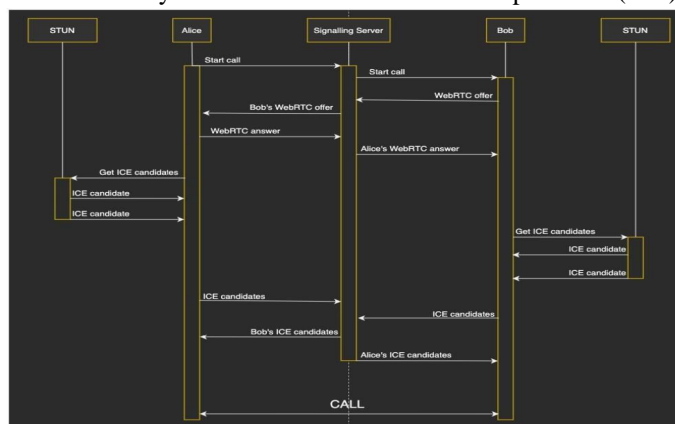 STUN
Alice
Signalling Server
Bob
STUN
Start call
Start call
WebRTC offer
Bob's WebRTC offer
WebRTC answer
Alice's WebRTC answer
Get ICE candidates
ICE candidate
ICE candidate
Get ICE candidates
ICE candidate
ICE candidate
ICE candidates
ICE candidates
Bob's ICE candidates
Alice's ICE candidates
CALL